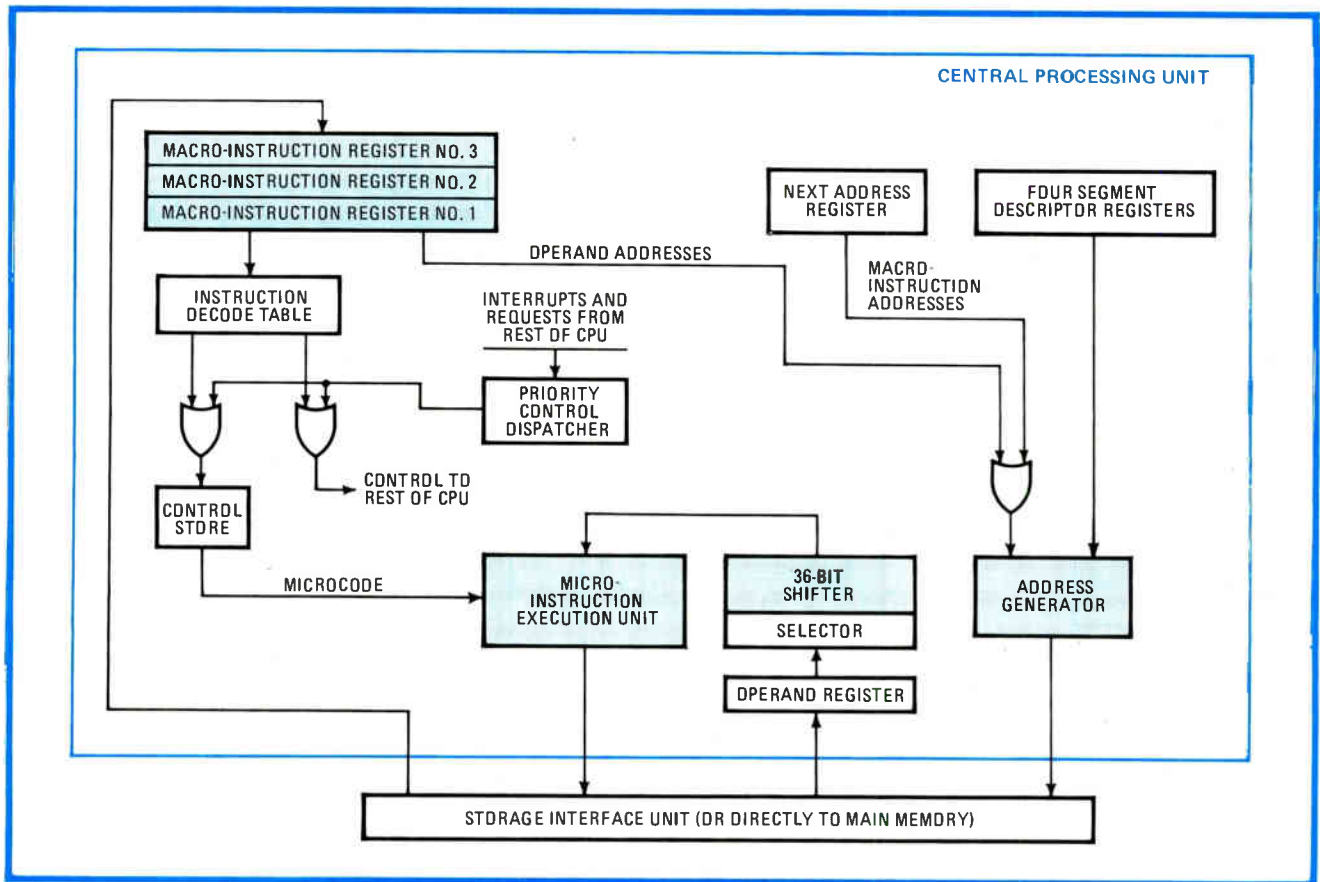 CENTRAL PROCESSING UNIT
MACRO-INSTRUCTION REGISTER NO. 3
MACRO-INSTRUCTION REGISTER NO. 2
MACRO-INSTRUCTION REGISTER NO. 1
NEXT ADDRESS
REGISTER
FOUR SEGMENT
DESCRIPTOR REGISTERS
OPERAND ADDRESSES
MACRO-
INSTRUCTION
ADDRESSES
INSTRUCTION
DECODE TABLE
INTERRUPTS AND
REQUESTS FROM
REST OF CPU
PRIORITY
CONTROL
DISPATCHER
CONTROL TO
REST OF CPU
CONTROL
STORE
MICROCODE
MICRO-
INSTRUCTION
EXECUTION UNIT
36-BIT
SHIFTER
SELECTOR
OPERAND REGISTER
ADDRESS
GENERATOR
STORAGE INTERFACE UNIT (OR DIRECTLY TO MAIN MEMORY)